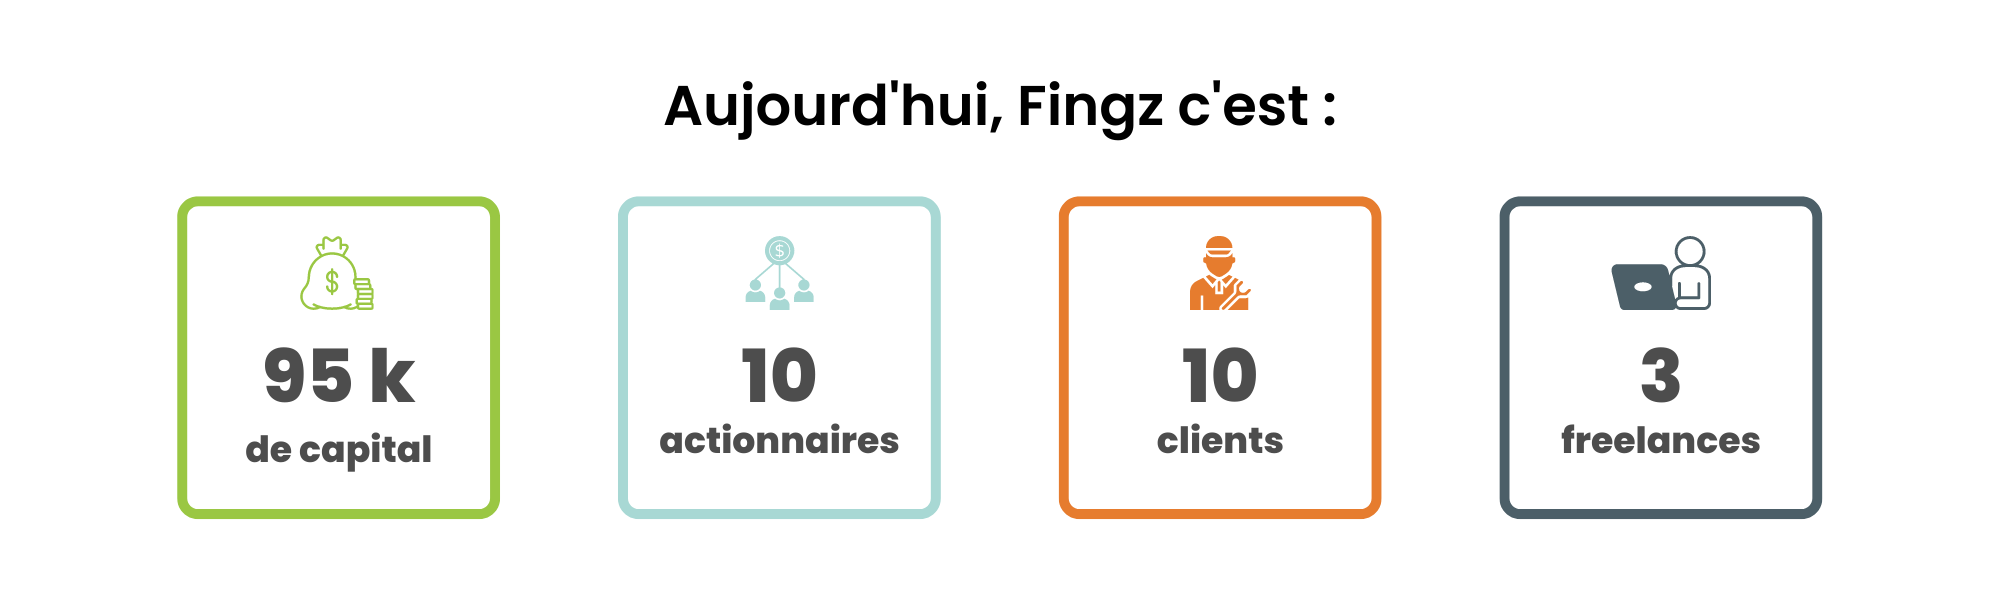 Aujourd'hui, Fingz c'est :
95 k
de capital
10
actionnaires
10
clients
3
freelances